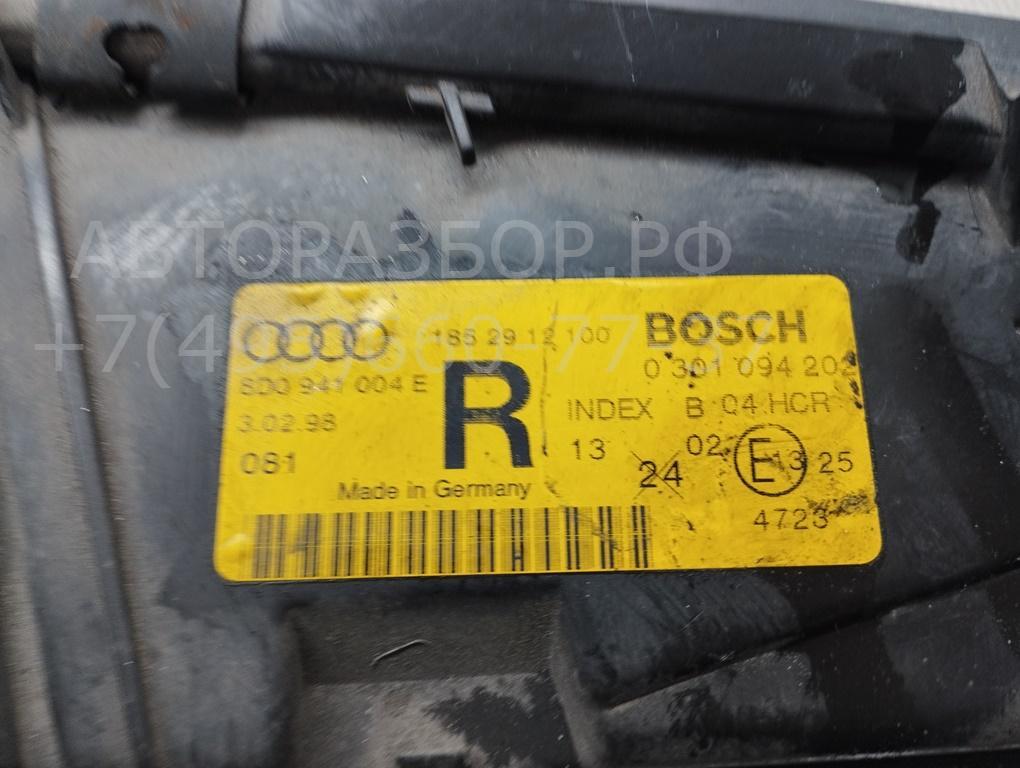 АВТОРАЗБОР.РФ
185 29 12 100
BOSCH
8D0 941 004 E
0 301 094 202
R
INDEX B 04 HCR
3.02.98
13 02 E 13 25
081
24
Made in Germany
4723
A